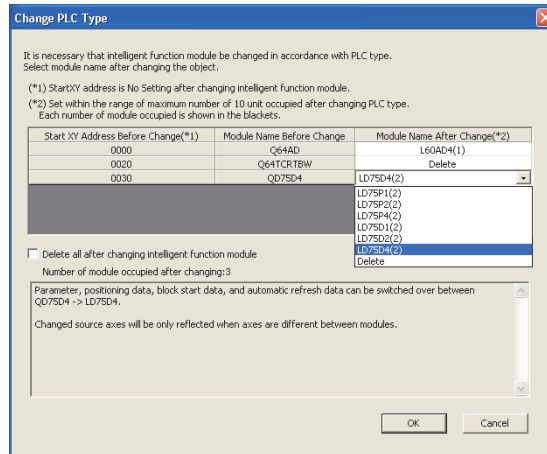 Change PLC Type
It is necessary that intelligent function module be changed in accordance with PLC type.
Select module name after changing the object.
(*1) StartXY address is No Setting after changing intelligent function module.
(*2) Set within the range of maximum number of 10 unit occupied after changing PLC type.
Each number of module occupied is shown in the blackets.
Start XY Address Before Change(*1) Module Name Before Change Module Name After Change(*2)
0000 Q64AD L60AD4(1)
0020 Q64TCRTBW Delete
0030 QD75D4 LD75D4(2)
LD75P1(2)
LD75P2(2)
LD75P4(2)
LD75D1(2)
LD75D2(2)
LD75D4(2)
Delete
Delete all after changing intelligent function module
Number of module occupied after changing:3
Parameter, positioning data, block start data, and automatic refresh data can be switched over between
QD75D4 -> LD75D4.
Changed source axes will be only reflected when axes are different between modules.
OK Cancel